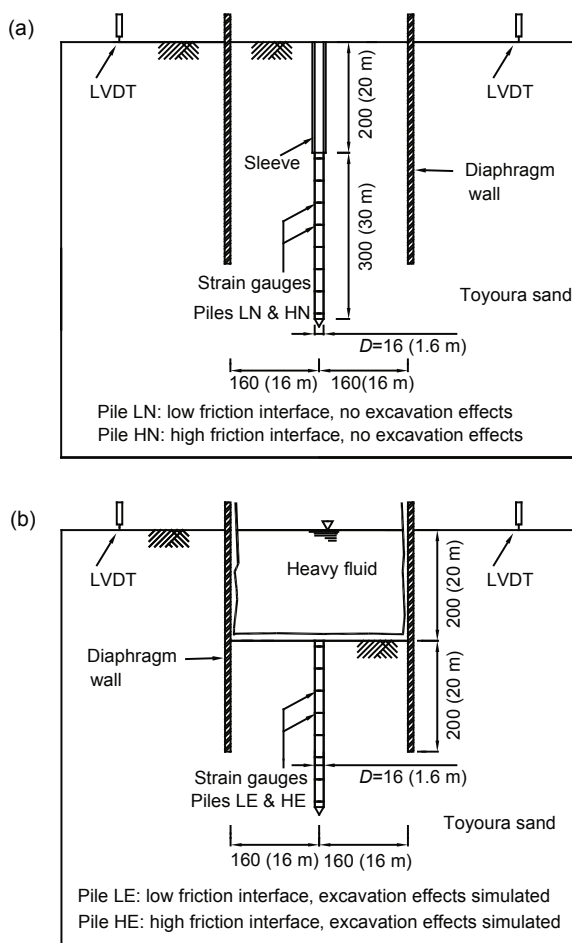 (a)
LVDT
LVDT
200 (20 m)
Sleeve
Diaphragm
wall
300 (30 m)
Strain gauges
Toyoura sand
Piles LN & HN
D=16 (1.6 m)
160 (16 m)
160(16 m)
Pile LN: low friction interface, no excavation effects
Pile HN: high friction interface, no excavation effects
(b)
Heavy fluid
LVDT
LVDT
200 (20 m)
Diaphragm
wall
200 (20 m)
Strain gauges
D=16 (1.6 m)
Piles LE & HE
Toyoura sand
160 (16 m)
160 (16 m)
Pile LE: low friction interface, excavation effects simulated
Pile HE: high friction interface, excavation effects simulated